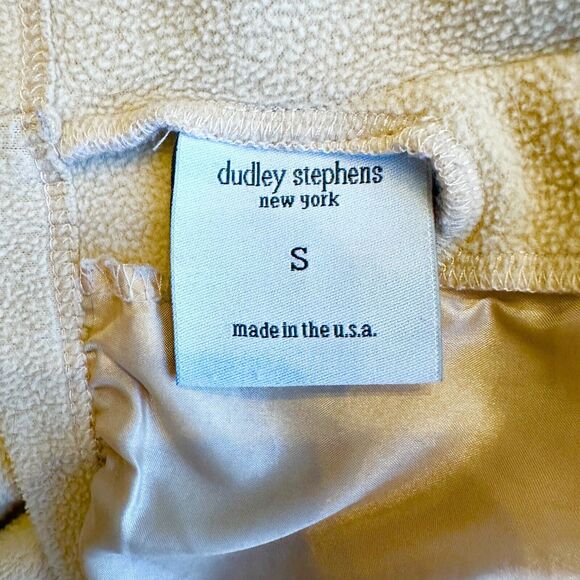 dudley stephens
new york
S
made in the u.s.a.